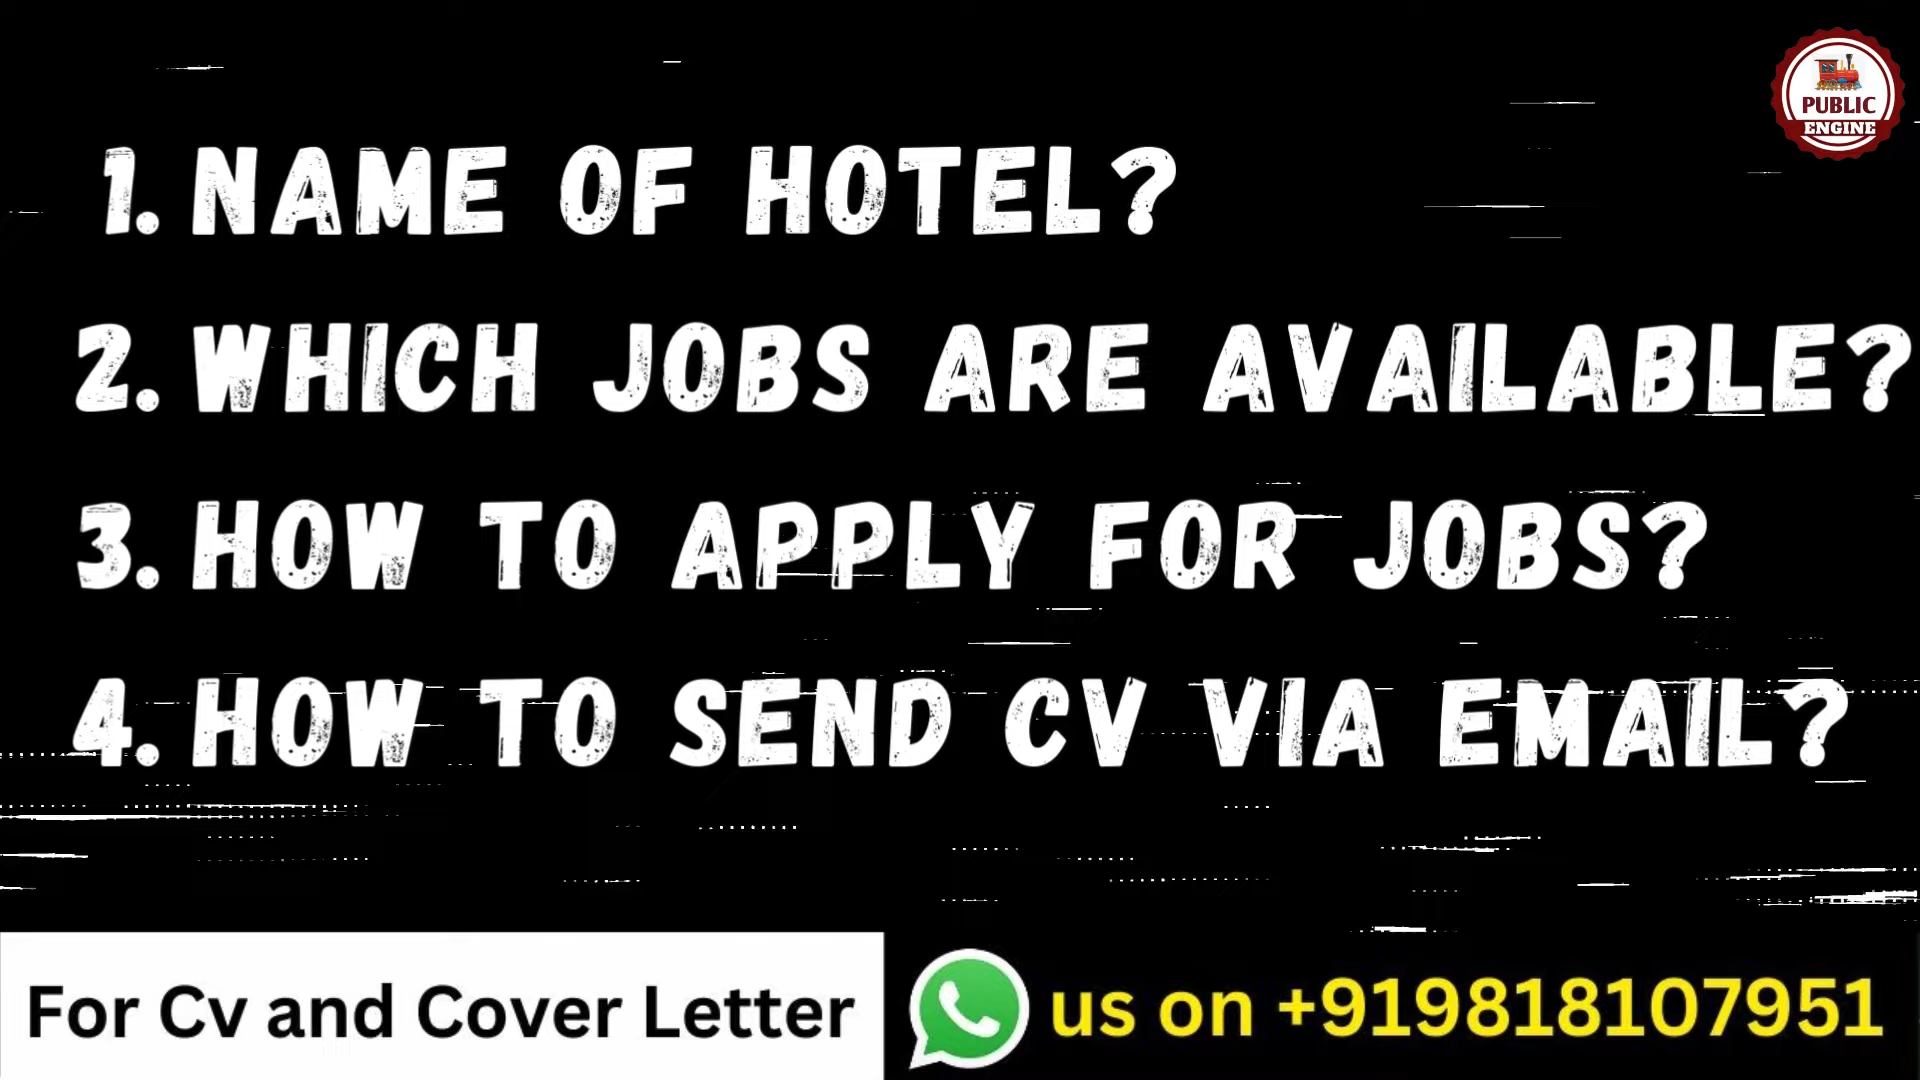 PUBLIC
ENGINE
1. NAME OF HOTEL?
2. WHICH JOBS ARE AVAILABLE?
3. HOW TO APPLY FOR JOBS?
4. HOW TO SEND CV VIA EMAIL?
For Cv and Cover Letter us on +919818107951